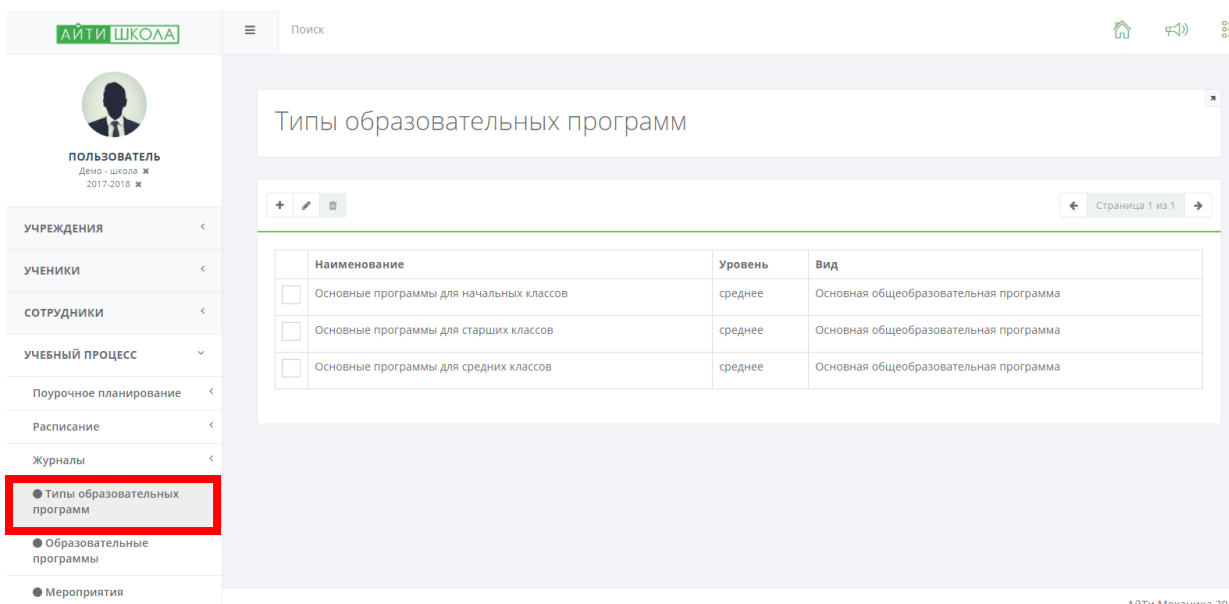 АЙТИ ШКОЛА
Поиск
ПОЛЬЗОВАТЕЛЬ
Демо - школа ✖
2017-2018 ✖
УЧРЕЖДЕНИЯ
УЧЕНИКИ
СОТРУДНИКИ
УЧЕБНЫЙ ПРОЦЕСС
Поурочное планирование
Расписание
Журналы
Типы образовательных
программ
Образовательные
программы
Мероприятия
Типы образовательных программ
Страница 1 из 1
Наименование Уровень Вид
Основные программы для начальных классов среднее Основная общеобразовательная программа
Основные программы для старших классов среднее Основная общеобразовательная программа
Основные программы для средних классов среднее Основная общеобразовательная программа
АйТи Механика 20